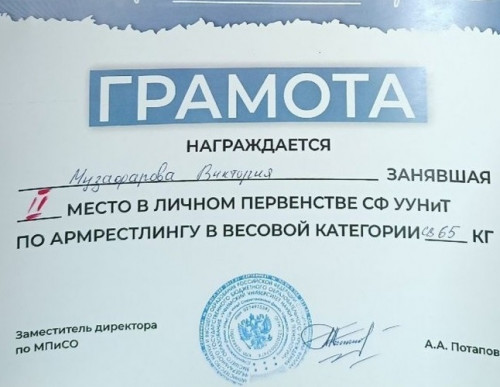 ГРАМОТА
НАГРАЖДАЕТСЯ
Музафарова Виктория ЗАНЯВШАЯ
II МЕСТО В ЛИЧНОМ ПЕРВЕНСТВЕ СФ УУНиТ
ПО АРМРЕСТЛИНГУ В ВЕСОВОЙ КАТЕГОРИИ св 65 КГ
Заместитель директора
по МПиСО
А.А. Потапов